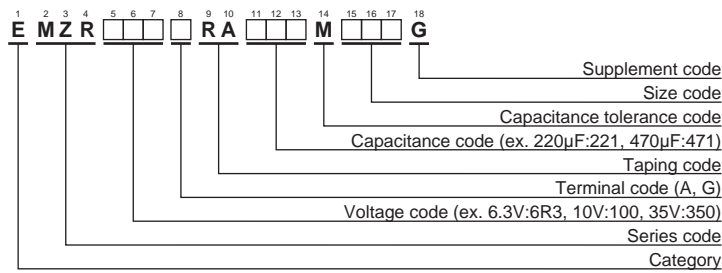 1 2 3 4 5 6 7 8 9 10 11 12 13 14 15 16 17 18
E M Z R □□□ □ R A □□□ M □□□ G
Supplement code
Size code
Capacitance tolerance code
Capacitance code (ex. 220µF:221, 470µF:471)
Taping code
Terminal code (A, G)
Voltage code (ex. 6.3V:6R3, 10V:100, 35V:350)
Series code
Category